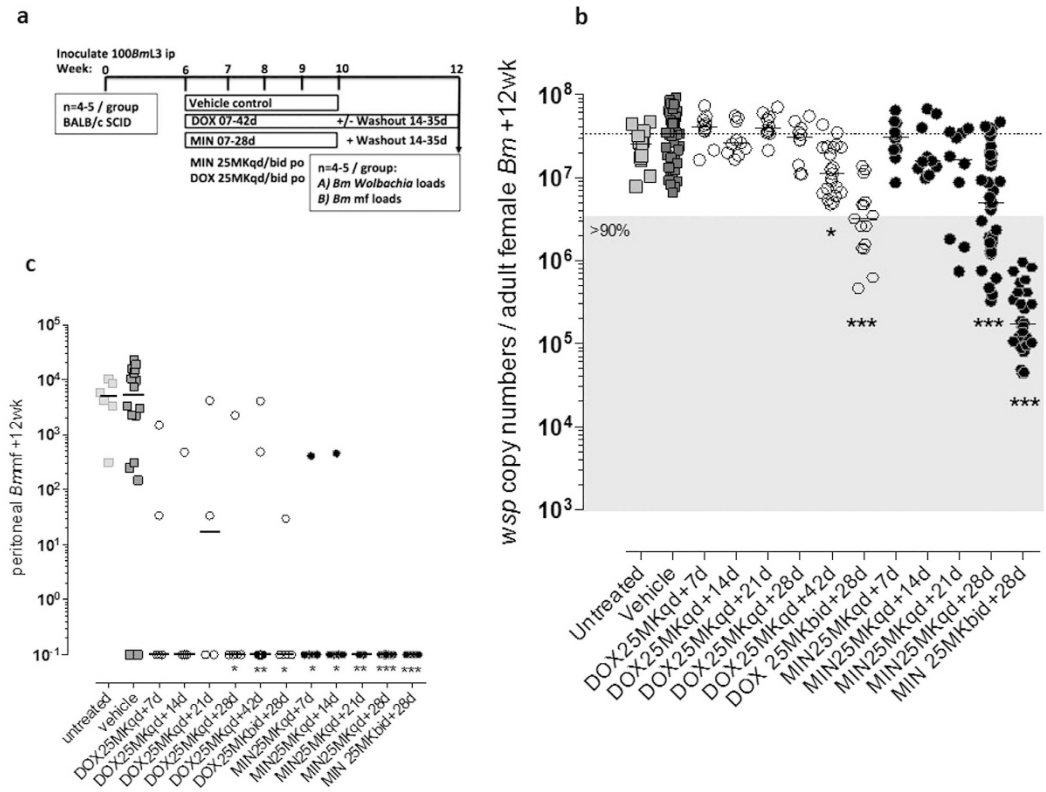 a
Inoculate 100BmL3 ip
Week: 0 6 7 8 9 10 12
n=4-5 / group
BALB/c SCID
Vehicle control
DOX 07-42d +/- Washout 14-35d
MIN 07-28d + Washout 14-35d
MIN 25MKqd/bid po
DOX 25MKqd/bid po
n=4-5 / group:
A) Bm Wolbachia loads
B) Bm mf loads
b
wsp copy numbers / adult female Bm +12wk
10^8
10^7
10^6
10^5
10^4
10^3
>90%
*
***
***
***
Untreated
Vehicle
DOX25MKqd+7d
DOX25MKqd+14d
DOX25MKqd+21d
DOX25MKqd+28d
DOX25MKqd+42d
DOX 25MKbid+28d
MIN25MKqd+7d
MIN25MKqd+14d
MIN25MKqd+21d
MIN25MKqd+28d
MIN 25MKbid+28d
c
peritoneal Bmmf +12wk
10^5
10^4
10^3
10^2
10^1
10^0
10^-1
* ** * * * ** *** ***
untreated
vehicle
DOX25MKqd+7d
DOX25MKqd+14d
DOX25MKqd+21d
DOX25MKqd+28d
DOX25MKqd+42d
DOX25MKbid+28d
MIN25MKqd+7d
MIN25MKqd+14d
MIN25MKqd+21d
MIN25MKqd+28d
MIN 25MKbid+28d